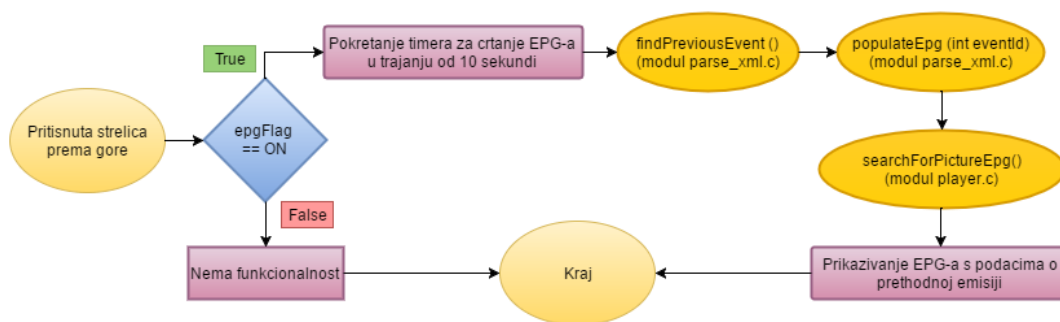 Pritisnuta strelica
prema gore
epgFlag
== ON
True
Pokretanje timera za crtanje EPG-a
u trajanju od 10 sekundi
findPreviousEvent ()
(modul parse_xml.c)
populateEpg (int eventId)
(modul parse_xml.c)
searchForPictureEpg()
(modul player.c)
Prikazivanje EPG-a s podacima o
prethodnoj emisiji
False
Nema funkcionalnost
Kraj